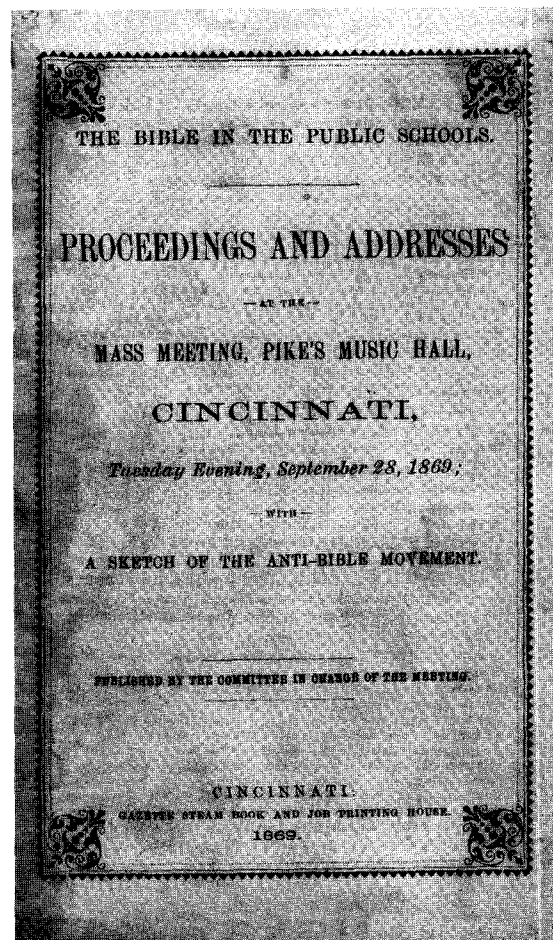 THE BIBLE IN THE PUBLIC SCHOOLS.
PROCEEDINGS AND ADDRESSES
—AT THE—
MASS MEETING, PIKE'S MUSIC HALL,
CINCINNATI,
Tuesday Evening, September 28, 1869;
—WITH—
A SKETCH OF THE ANTI-BIBLE MOVEMENT.
PUBLISHED BY THE COMMITTEE IN CHARGE OF THE MEETING.
CINCINNATI:
GAZETTE STEAM BOOK AND JOB PRINTING HOUSE.
1869.